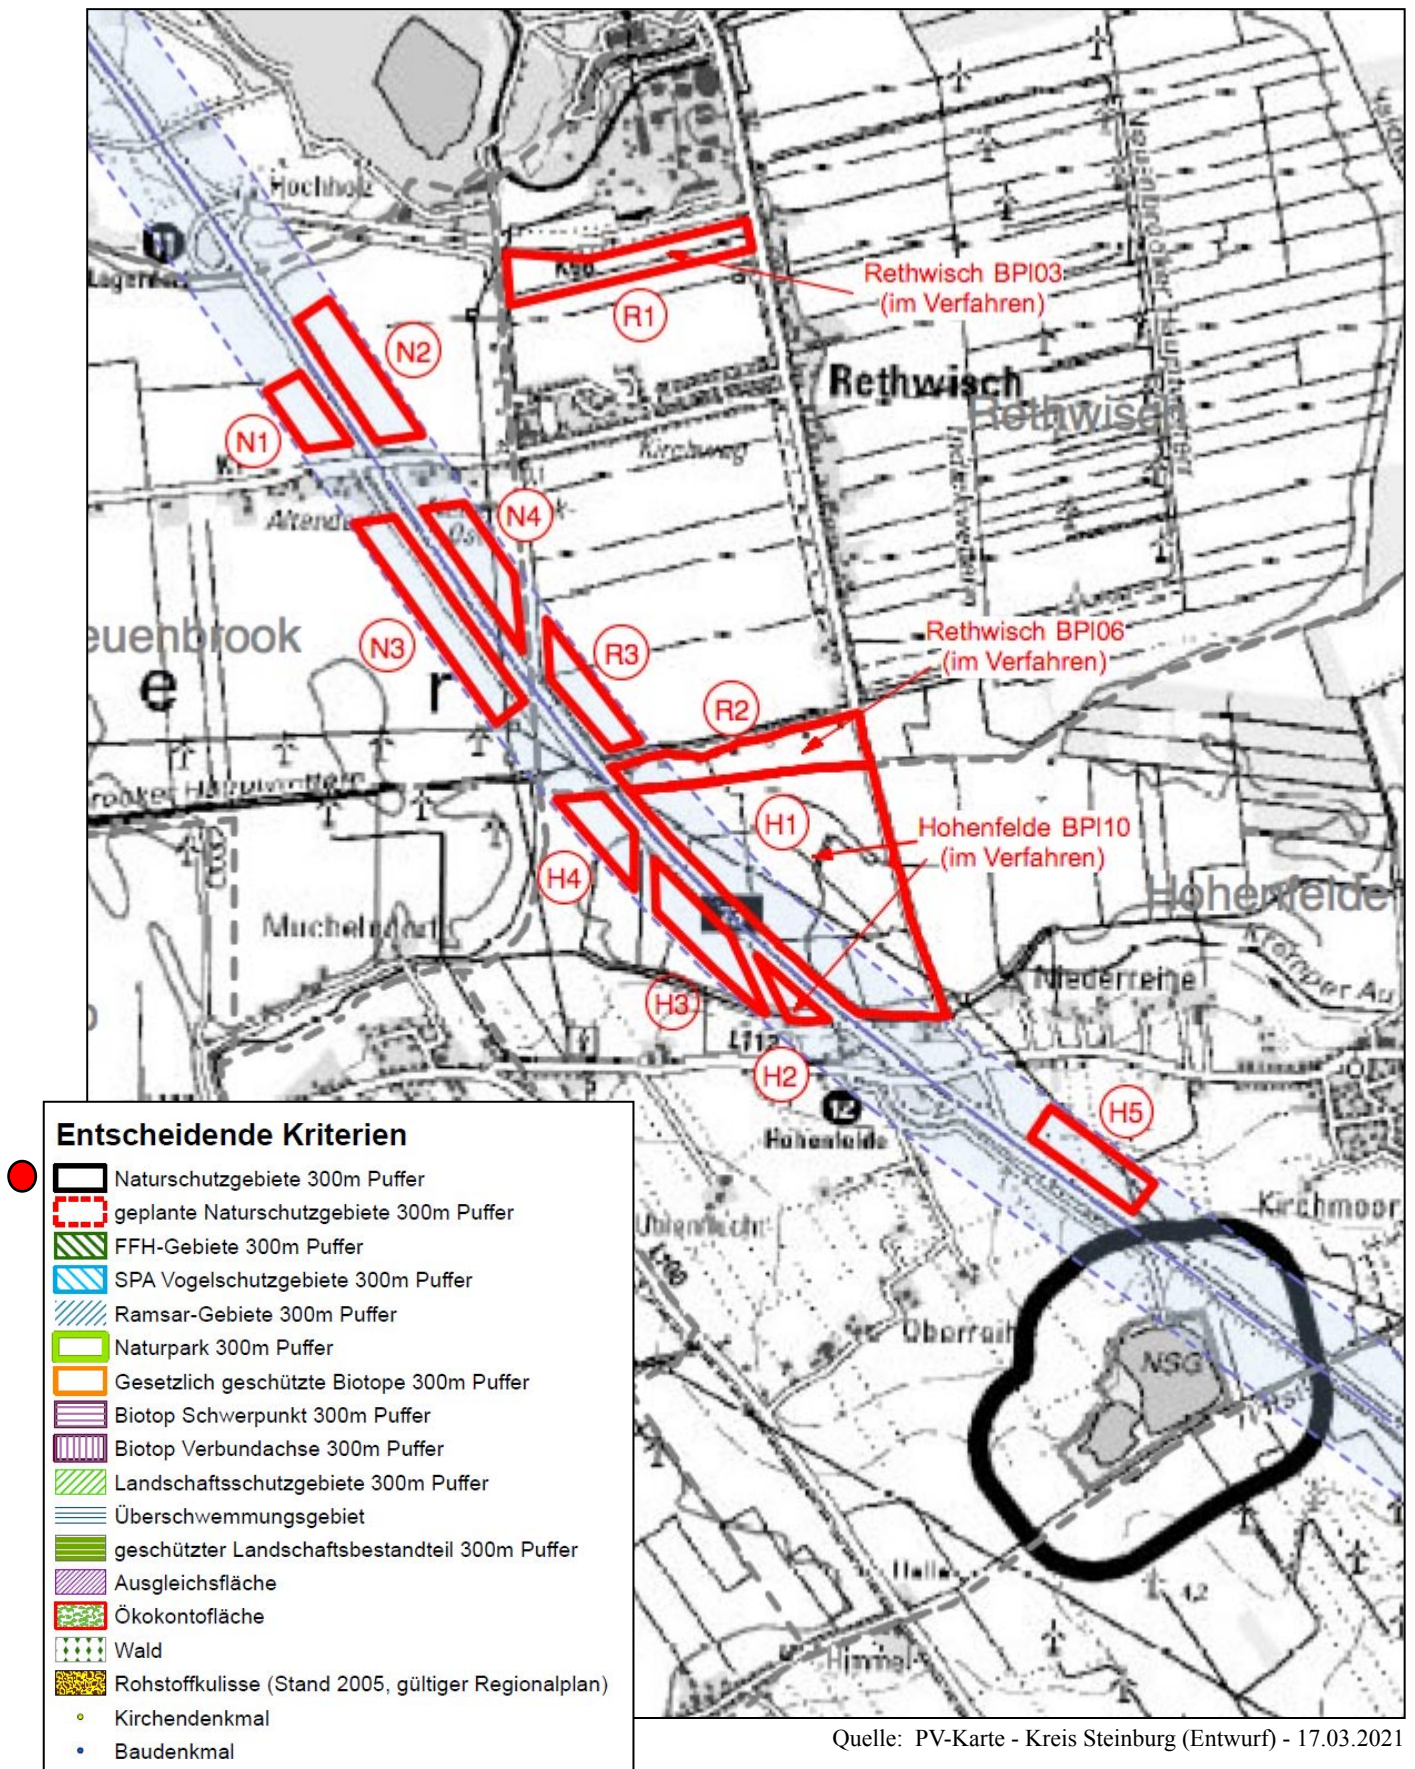 Hochholz
11
N2
N1
Rethwisch BPl03
(im Verfahren)
R1
Rethwisch
Rethwisch
Kirchweg
N4
N3
euenbrook
e
r
R3
R2
Rethwisch BPl06
(im Verfahren)
H1
Hohenfelde BPl10
(im Verfahren)
H4
Hohenfelde
Kremper Au
Niederreihe
H3
L112
H2
12
Hohenfelde
H5
Kirchmoor
NSG
4,2
Himmel-
Entscheidende Kriterien
Naturschutzgebiete 300m Puffer
geplante Naturschutzgebiete 300m Puffer
FFH-Gebiete 300m Puffer
SPA Vogelschutzgebiete 300m Puffer
Ramsar-Gebiete 300m Puffer
Naturpark 300m Puffer
Gesetzlich geschützte Biotope 300m Puffer
Biotop Schwerpunkt 300m Puffer
Biotop Verbundachse 300m Puffer
Landschaftsschutzgebiete 300m Puffer
Überschwemmungsgebiet
geschützter Landschaftsbestandteil 300m Puffer
Ausgleichsfläche
Ökokontofläche
Wald
Rohstoffkulisse (Stand 2005, gültiger Regionalplan)
Kirchendenkmal
Baudenkmal
Quelle: PV-Karte - Kreis Steinburg (Entwurf) - 17.03.2021